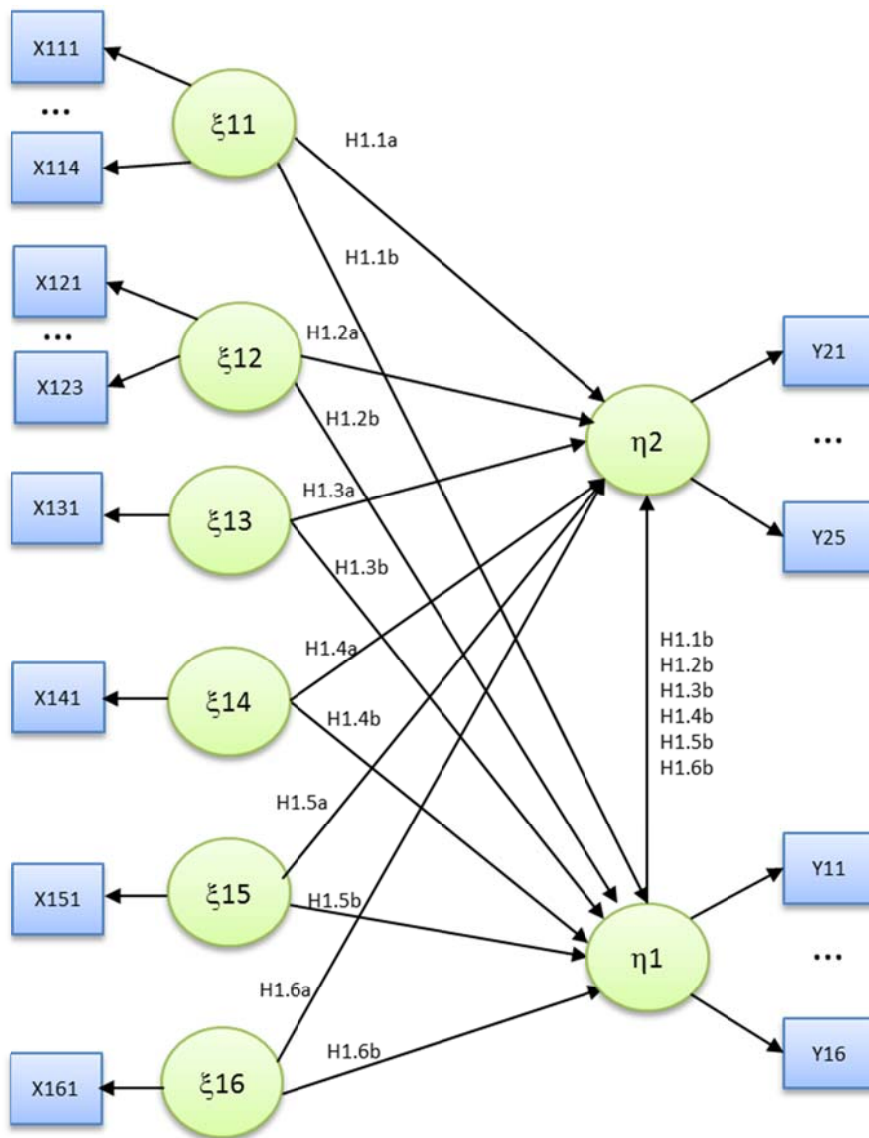 X111
...
X114
ξ11
H1.1a
H1.1b
X121
...
X123
ξ12
H1.2a
H1.2b
X131
ξ13
H1.3a
H1.3b
X141
ξ14
H1.4a
H1.4b
X151
ξ15
H1.5a
H1.5b
X161
ξ16
H1.6a
H1.6b
η2
Y21
...
Y25
H1.1b
H1.2b
H1.3b
H1.4b
H1.5b
H1.6b
η1
Y11
...
Y16